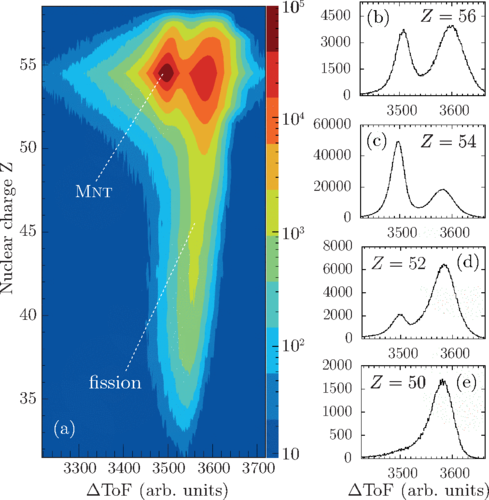 Nuclear charge Z
55
50
45
40
35
MNT
fission
(a)
3200 3300 3400 3500 3600 3700
ΔToF (arb. units)
10^5
10^4
10^3
10^2
10
(b) Z = 56
4500
3000
1500
0
3500 3600
(c) Z = 54
60000
40000
20000
0
3500 3600
Z = 52 (d)
8000
6000
4000
2000
0
3500 3600
Z = 50 (e)
2000
1500
1000
500
0
3500 3600
ΔToF (arb. units)